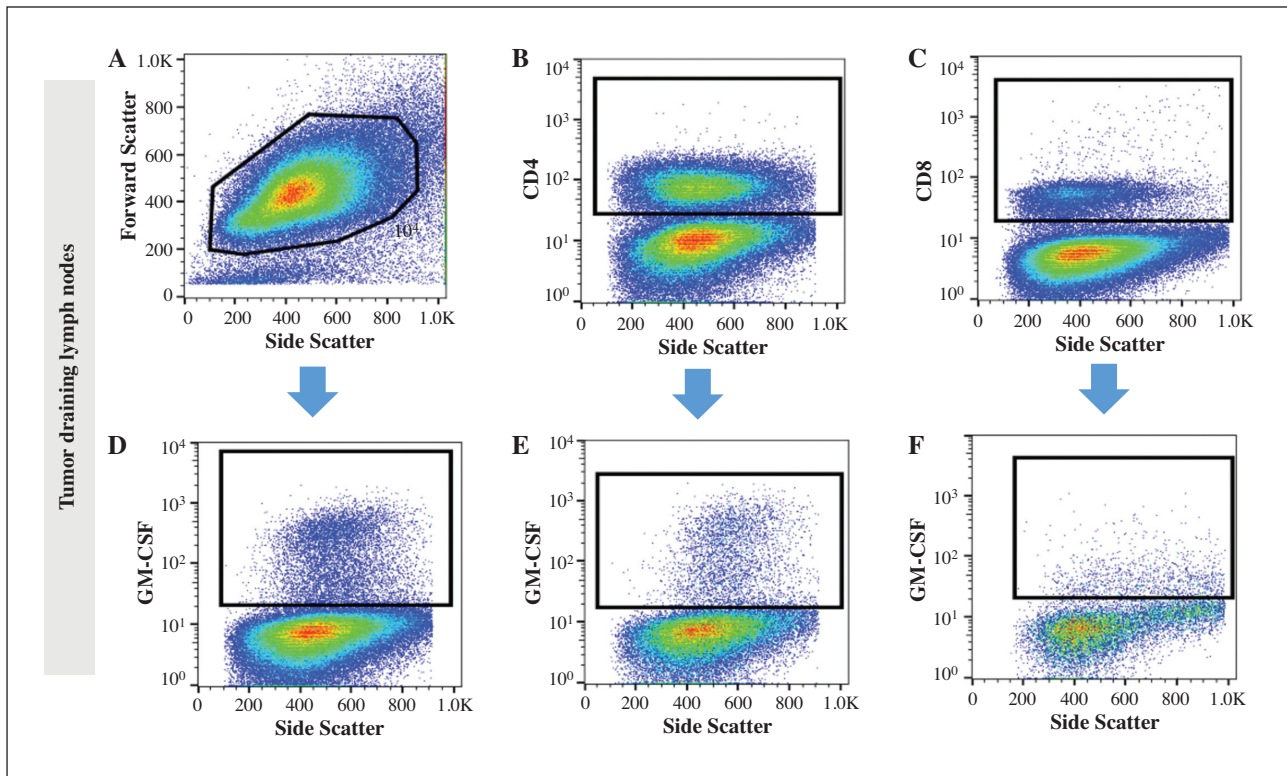 Tumor draining lymph nodes
A
1.0K
800
600
400
200
0
Forward Scatter
10⁴
0 200 400 600 800 1.0K
Side Scatter
B
10⁴
10³
10²
10¹
10⁰
CD4
0 200 400 600 800 1.0K
Side Scatter
C
10⁴
10³
10²
10¹
10⁰
CD8
0 200 400 600 800 1.0K
Side Scatter
D
10⁴
10³
10²
10¹
10⁰
GM-CSF
0 200 400 600 800 1.0K
Side Scatter
E
10⁴
10³
10²
10¹
10⁰
GM-CSF
0 200 400 600 800 1.0K
Side Scatter
F
10⁴
10³
10²
10¹
10⁰
GM-CSF
0 200 400 600 800 1.0K
Side Scatter